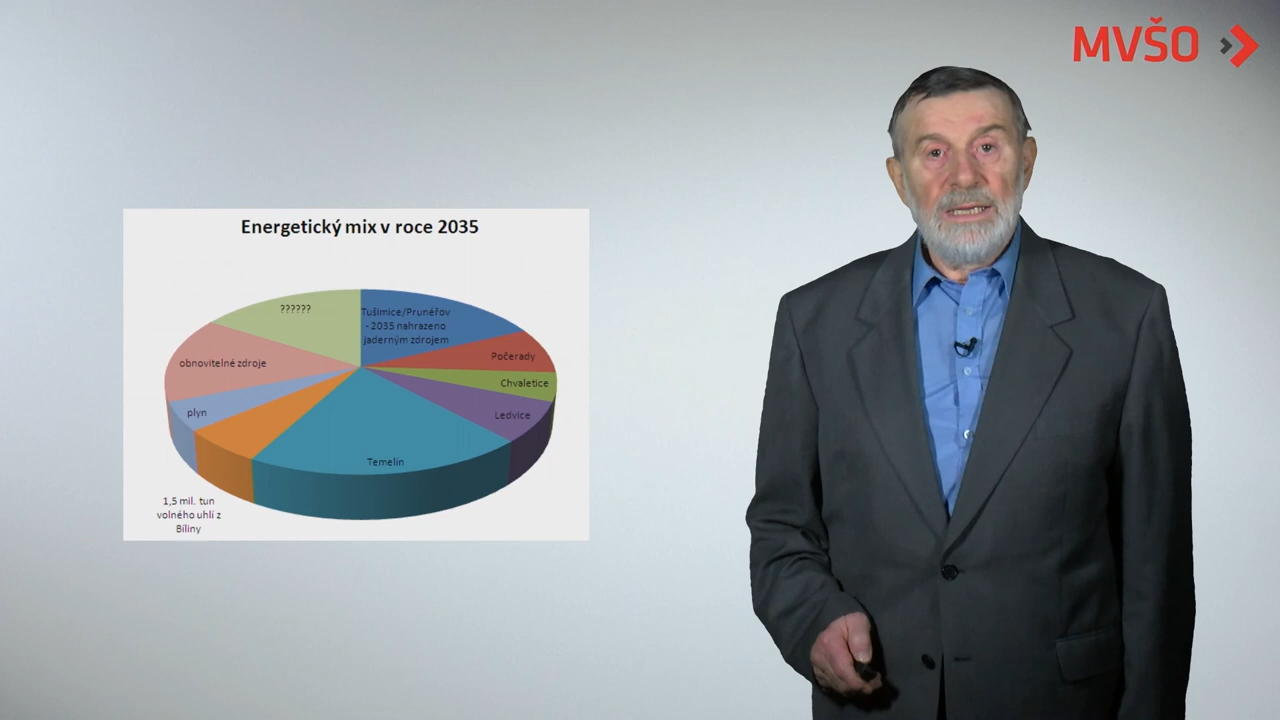 MVŠO
Energetický mix v roce 2035
??????
Tušimice/Prunéřov
- 2035 nahrazeno
jaderným zdrojem
obnovitelné zdroje
Počerady
Chvaletice
plyn
Ledvice
Temelín
1,5 mil. tun
volného uhlí z
Bíliny